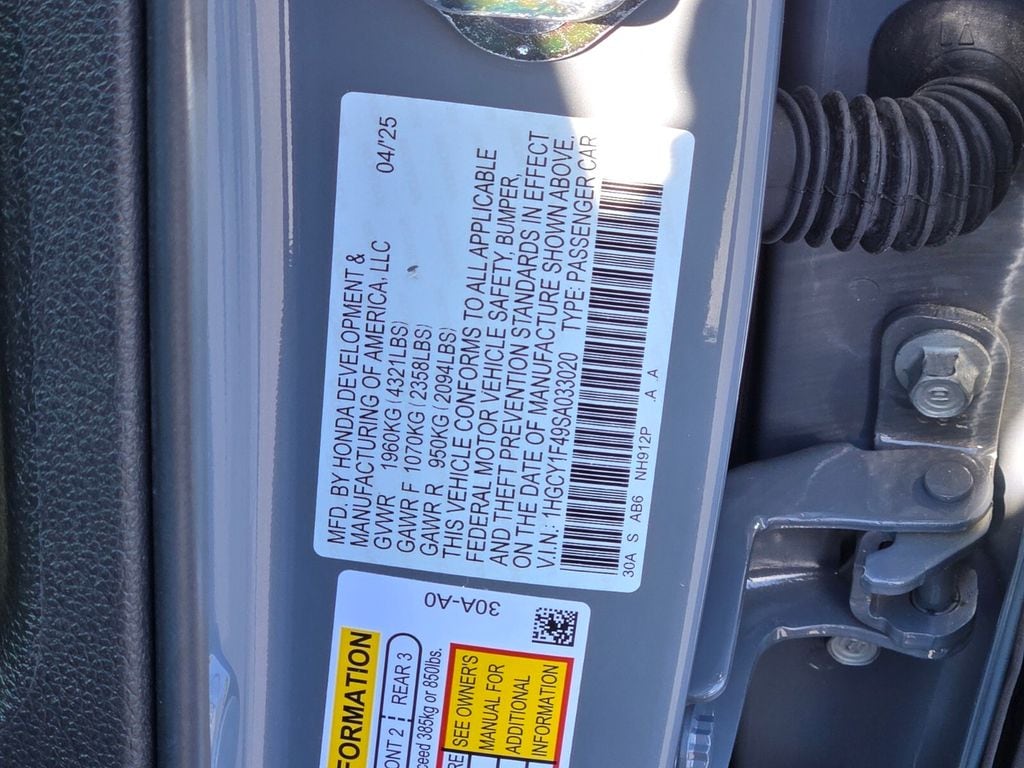 MFD. BY HONDA DEVELOPMENT &
MANUFACTURING OF AMERICA, LLC 04/'25
GVWR 1960KG (4321LBS)
GAWR F 1070KG (2358LBS)
GAWR R 950KG (2094LBS)
THIS VEHICLE CONFORMS TO ALL APPLICABLE
FEDERAL MOTOR VEHICLE SAFETY, BUMPER,
AND THEFT PREVENTION STANDARDS IN EFFECT
ON THE DATE OF MANUFACTURE SHOWN ABOVE.
V.I.N.: 1HGCY1F49SA033020 TYPE: PASSENGER CAR
30A S AB6 NH912P A A
30A-A0
FORMATION
ONT 2 REAR 3
ceed 385kg or 850lbs.
RE
SEE OWNER'S
MANUAL FOR
ADDITIONAL
INFORMATION